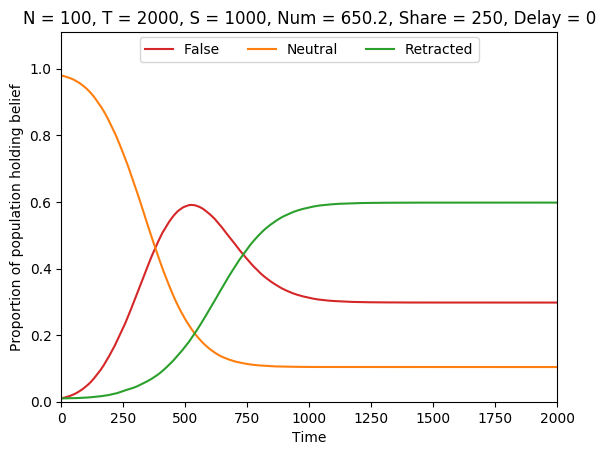 N = 100, T = 2000, S = 1000, Num = 650.2, Share = 250, Delay = 0
False Neutral Retracted
Proportion of population holding belief
1.0
0.8
0.6
0.4
0.2
0.0
0 250 500 750 1000 1250 1500 1750 2000
Time